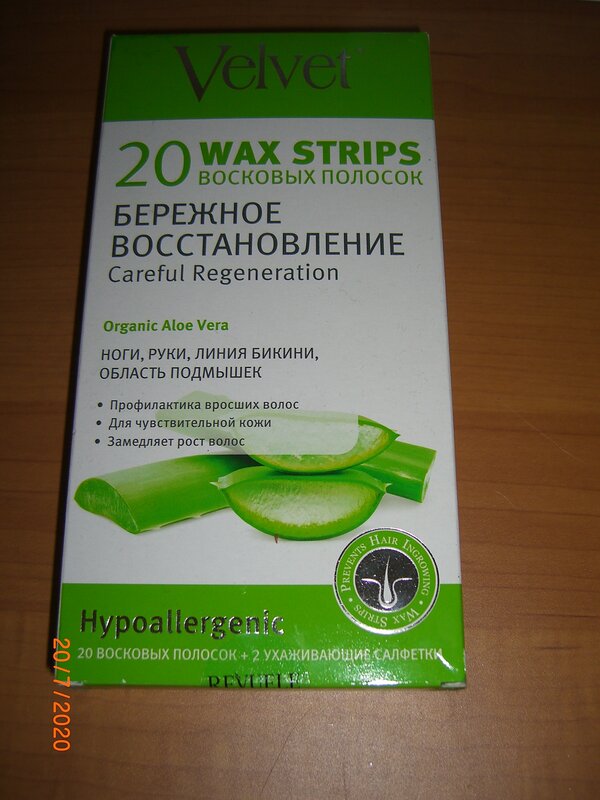 Velvet
20 WAX STRIPS
ВОСКОВЫХ ПОЛОСОК
БЕРЕЖНОЕ
ВОССТАНОВЛЕНИЕ
Careful Regeneration
Organic Aloe Vera
НОГИ, РУКИ, ЛИНИЯ БИКИНИ,
ОБЛАСТЬ ПОДМЫШЕК
• Профилактика вросших волос
• Для чувствительной кожи
• Замедляет рост волос
PREVENTS HAIR INGROWING
• WAX STRIPS •
Hypoallergenic
20 ВОСКОВЫХ ПОЛОСОК + 2 УХАЖИВАЮЩИЕ САЛФЕТКИ
REVUELE
20/7/2020